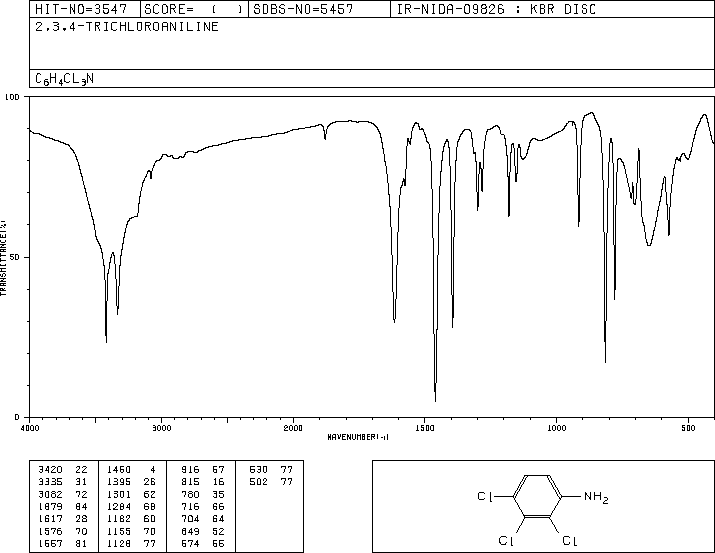 HIT-NO=3547 SCORE= ( ) SDBS-NO=5457 IR-NIDA-09826 : KBR DISC
2,3,4-TRICHLOROANILINE
C6H4CL3N
100
50
0
TRANSMITTANCE(%)
4000 3000 2000 1500 1000 500
WAVENUMBER(-1)
3420 22 1460 4 916 57 530 77
3335 31 1395 26 815 16 502 77
3082 72 1301 62 780 35
1879 84 1284 68 716 66
1617 28 1182 60 704 64
1576 70 1155 70 649 52
1557 81 1128 77 574 55
Cl NH2
Cl Cl